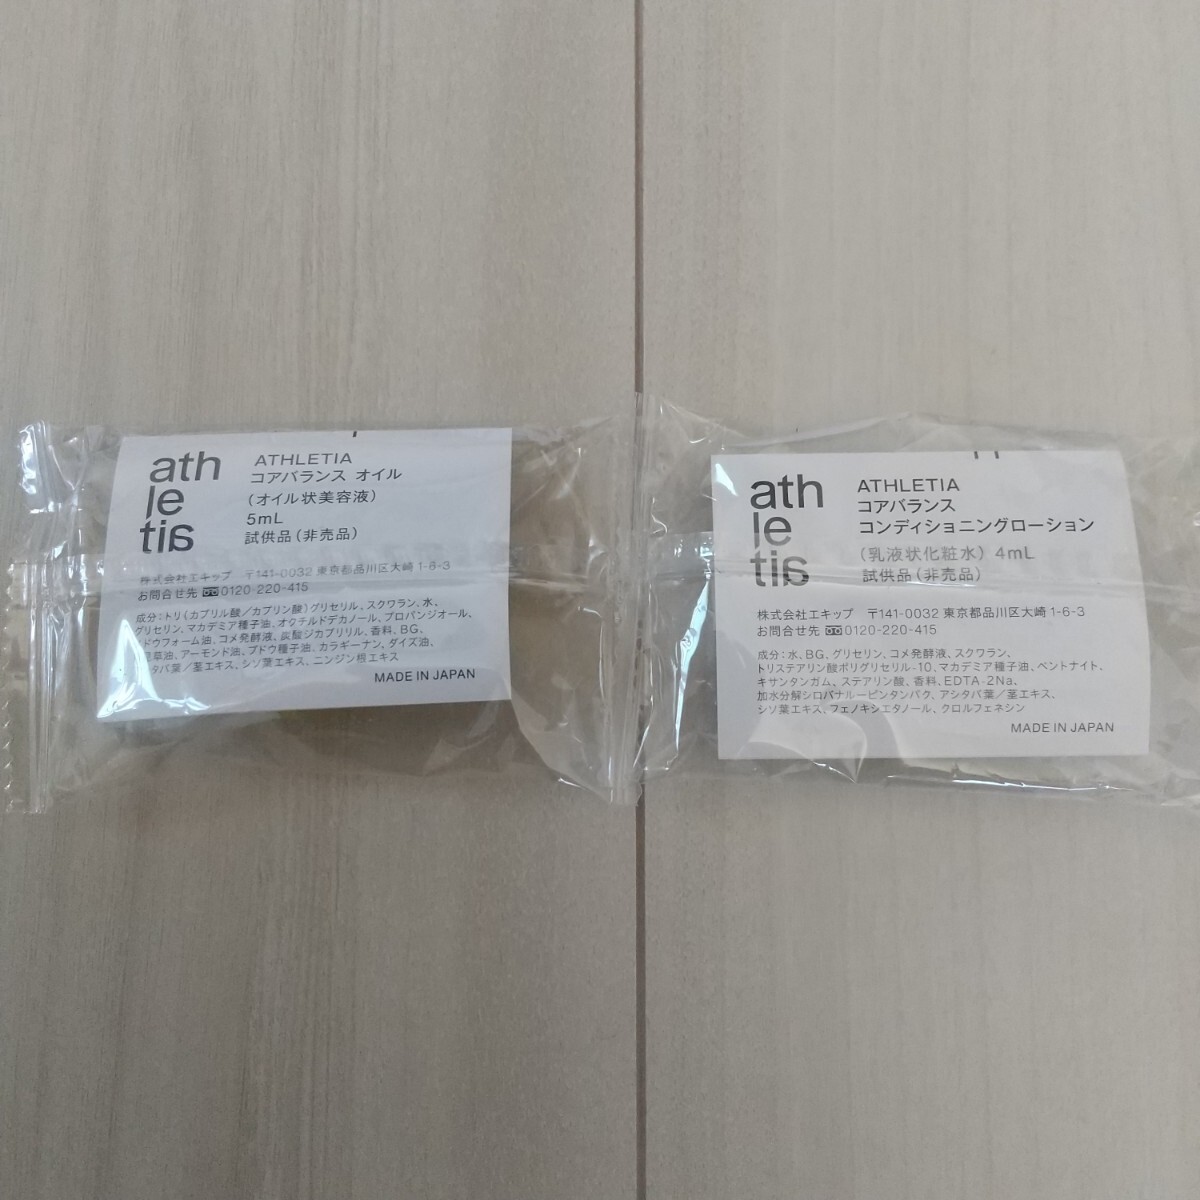 ath
le
tia
ATHLETIA
コアバランス オイル
(オイル状美容液)
5mL
試供品(非売品)
株式会社エキップ 〒141-0032 東京都品川区大崎 1-6-3
お問合せ先 0120-220-415
成分:トリ(カプリル酸/カプリン酸)グリセリル、スクワラン、水、
グリセリン、マカデミア種子油、オクチルドデカノール、プロパンジオール、
ドウフォーム油、コメ発酵液、炭酸ジカプリリル、香料、BG、
草油、アーモンド油、ブドウ種子油、カラギーナン、ダイズ油、
タバ葉/茎エキス、シソ葉エキス、ニンジン根エキス
MADE IN JAPAN
ath
le
tia
ATHLETIA
コアバランス
コンディショニングローション
(乳液状化粧水) 4mL
試供品(非売品)
株式会社エキップ 〒141-0032 東京都品川区大崎 1-6-3
お問合せ先 0120-220-415
成分:水、BG、グリセリン、コメ発酵液、スクワラン、
トリステアリン酸ポリグリセリル-10、マカデミア種子油、ベントナイト、
キサンタンガム、ステアリン酸、香料、EDTA-2Na、
加水分解シロバナルーピンタンパク、アシタバ葉/茎エキス、
シソ葉エキス、フェノキシエタノール、クロルフェネシン
MADE IN JAPAN